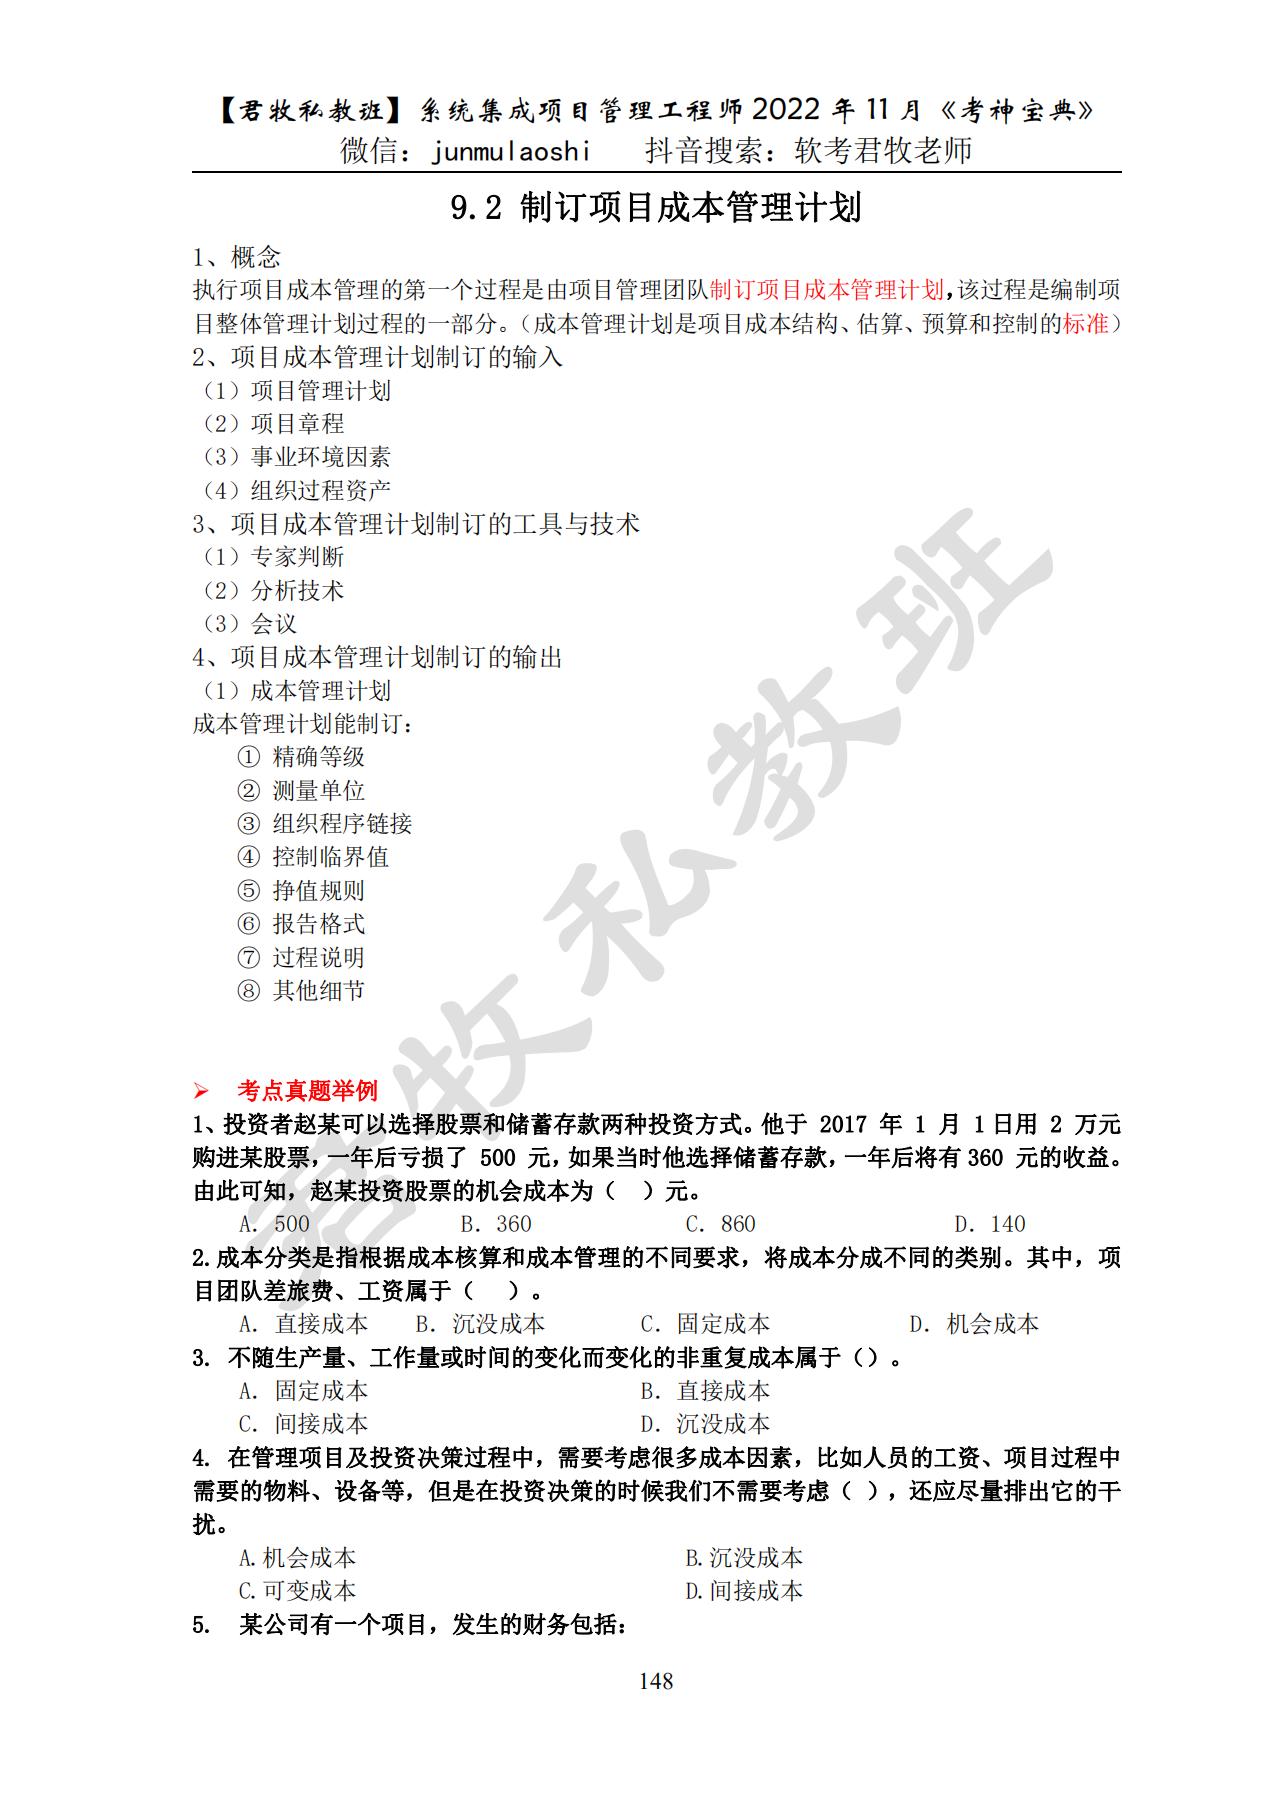 【君牧私教班】系统集成项目管理工程师2022年11月《考神宝典》
微信：junmulaoshi 抖音搜索：软考君牧老师
9.2 制订项目成本管理计划
1、概念
执行项目成本管理的第一个过程是由项目管理团队制订项目成本管理计划,该过程是编制项
目整体管理计划过程的一部分。（成本管理计划是项目成本结构、估算、预算和控制的标准）
2、项目成本管理计划制订的输入
（1）项目管理计划
（2）项目章程
（3）事业环境因素
（4）组织过程资产
3、项目成本管理计划制订的工具与技术
（1）专家判断
（2）分析技术
（3）会议
4、项目成本管理计划制订的输出
（1）成本管理计划
成本管理计划能制订：
① 精确等级
② 测量单位
③ 组织程序链接
④ 控制临界值
⑤ 挣值规则
⑥ 报告格式
⑦ 过程说明
⑧ 其他细节
➢ 考点真题举例
1、投资者赵某可以选择股票和储蓄存款两种投资方式。他于 2017 年 1 月 1日用 2 万元
购进某股票，一年后亏损了 500 元，如果当时他选择储蓄存款，一年后将有360 元的收益。
由此可知，赵某投资股票的机会成本为（ ）元。
A. 500 B. 360 C. 860 D. 140
2.成本分类是指根据成本核算和成本管理的不同要求，将成本分成不同的类别。其中，项
目团队差旅费、工资属于（ ）。
A. 直接成本 B. 沉没成本 C. 固定成本 D. 机会成本
3. 不随生产量、工作量或时间的变化而变化的非重复成本属于（）。
A. 固定成本 B. 直接成本
C. 间接成本 D. 沉没成本
4. 在管理项目及投资决策过程中，需要考虑很多成本因素，比如人员的工资、项目过程中
需要的物料、设备等，但是在投资决策的时候我们不需要考虑（ ），还应尽量排出它的干
扰。
A.机会成本 B.沉没成本
C.可变成本 D.间接成本
5. 某公司有一个项目，发生的财务包括：
148
君牧私教班